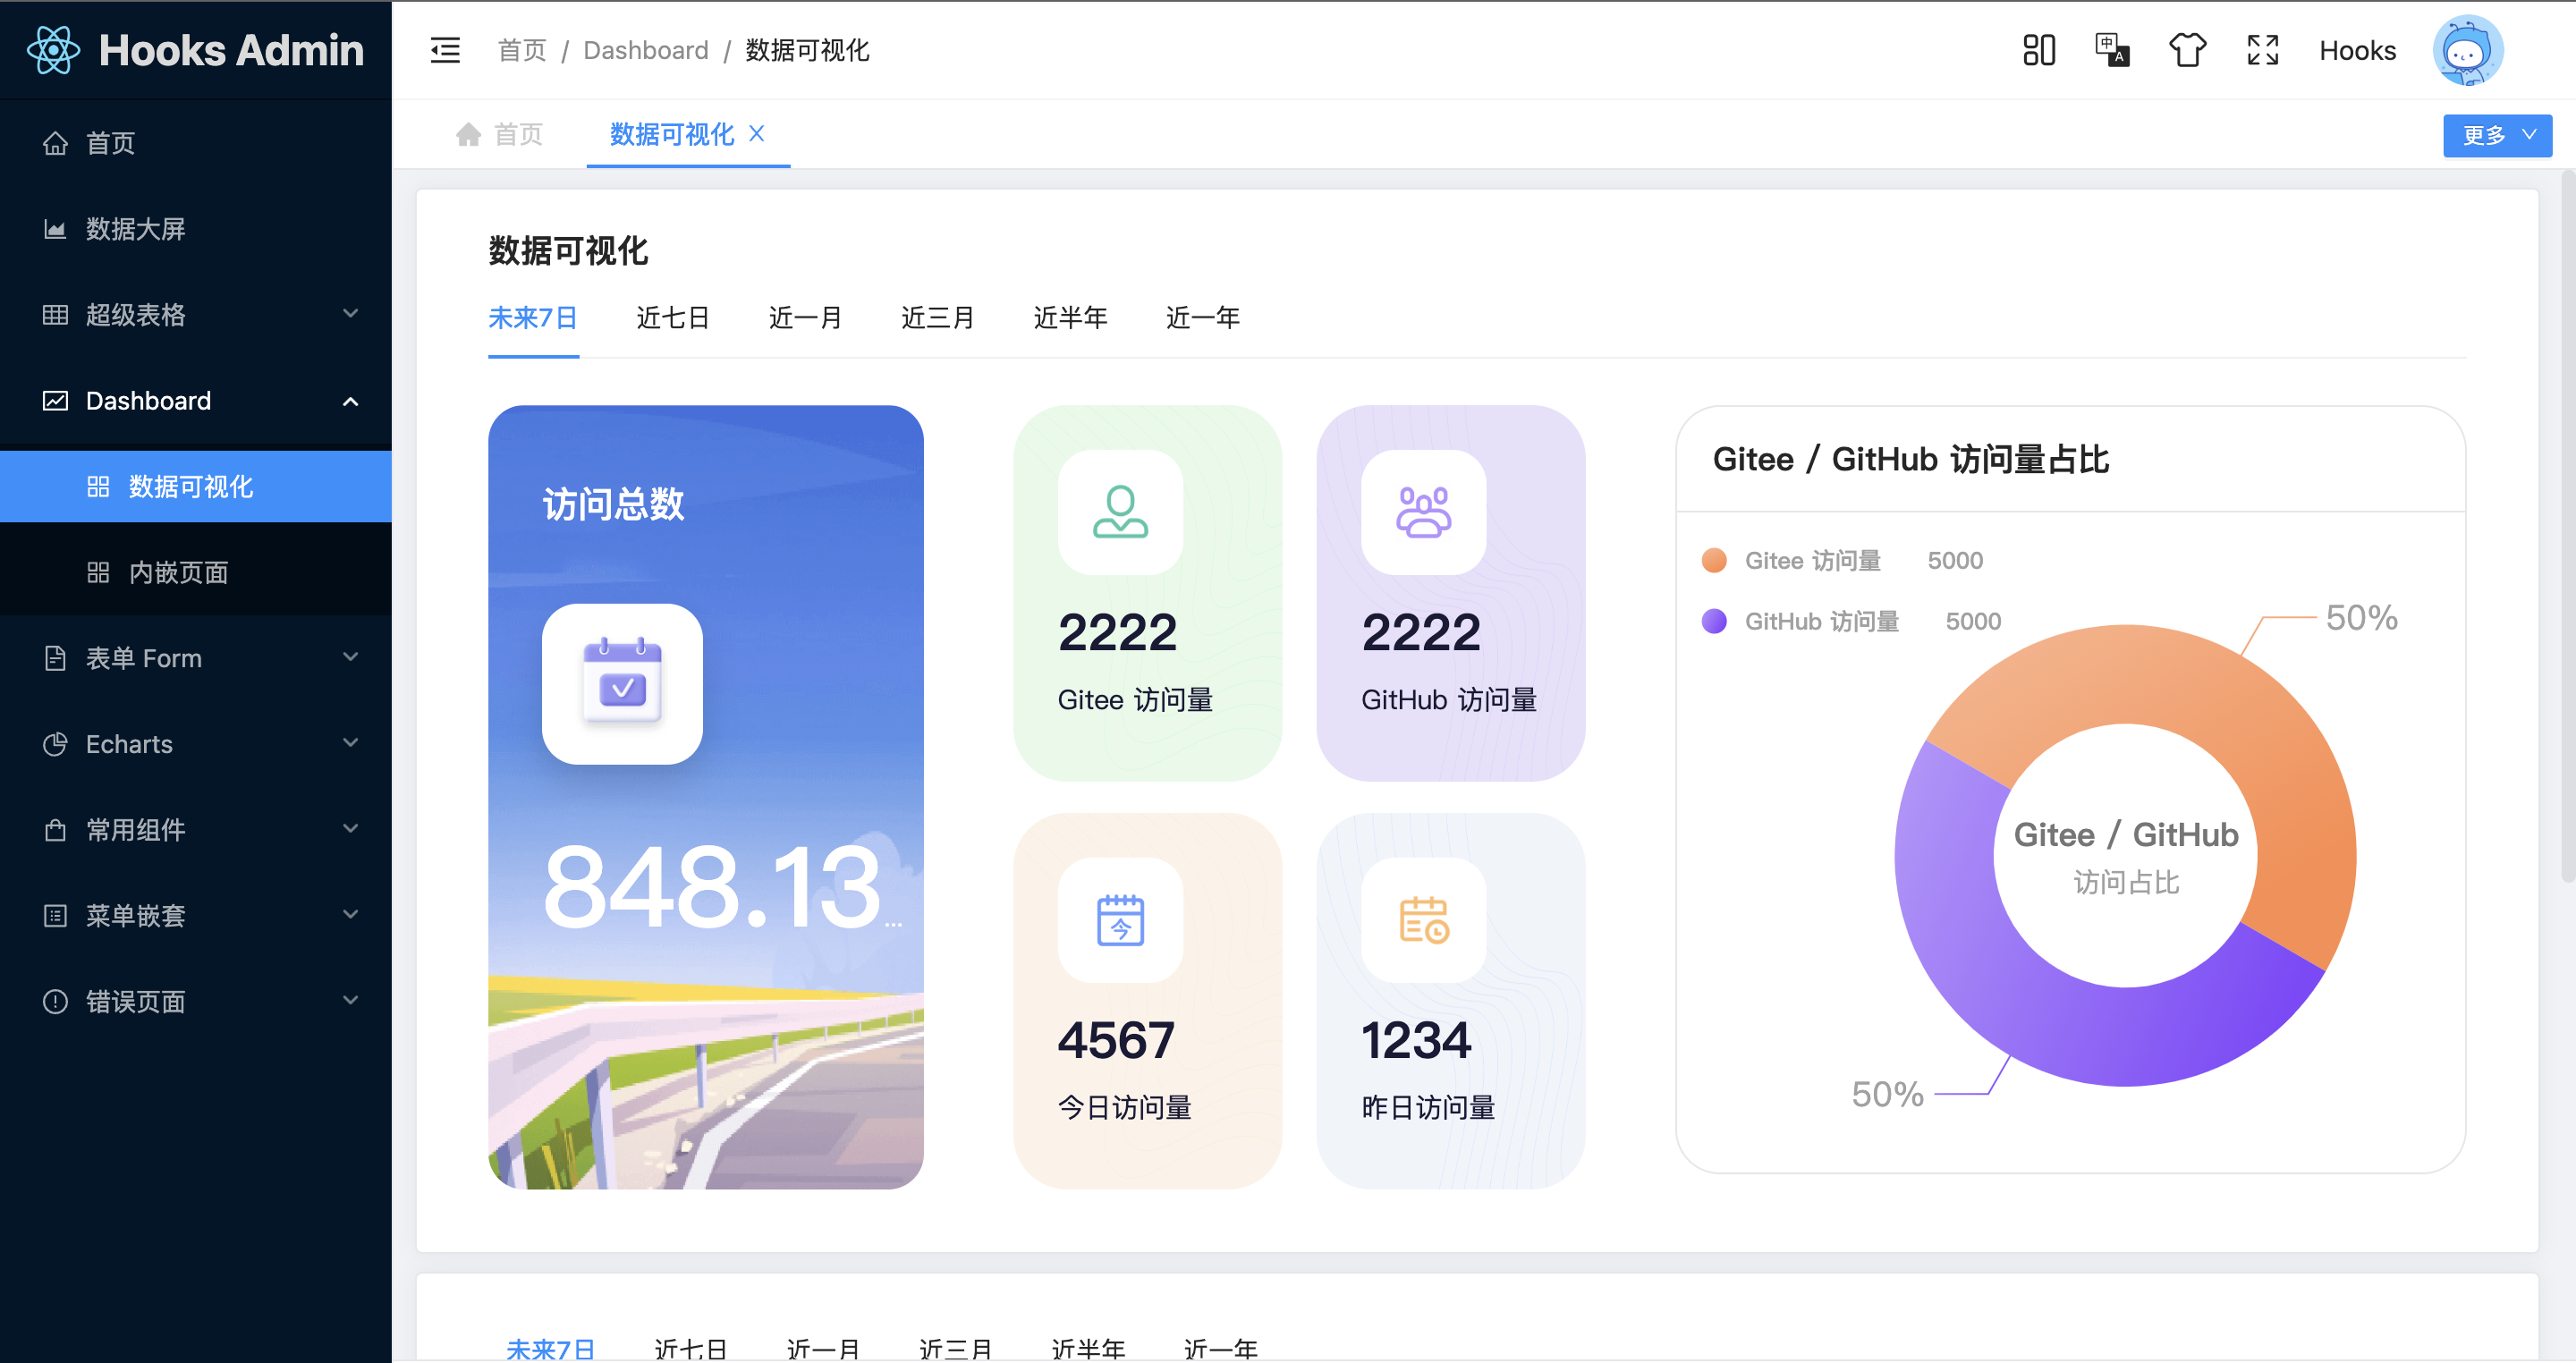 Hooks Admin
首页 / Dashboard / 数据可视化
中 A
Hooks
首页
数据可视化
更多
首页
数据大屏
超级表格
Dashboard
数据可视化
内嵌页面
表单 Form
Echarts
常用组件
菜单嵌套
错误页面
数据可视化
未来7日 近七日 近一月 近三月 近半年 近一年
访问总数
848.13...
2222
Gitee 访问量
2222
GitHub 访问量
今
4567
今日访问量
1234
昨日访问量
Gitee / GitHub 访问量占比
Gitee 访问量 5000
GitHub 访问量 5000
50%
Gitee / GitHub
访问占比
50%
未来7日 近七日 近一月 近三月 近半年 近一年